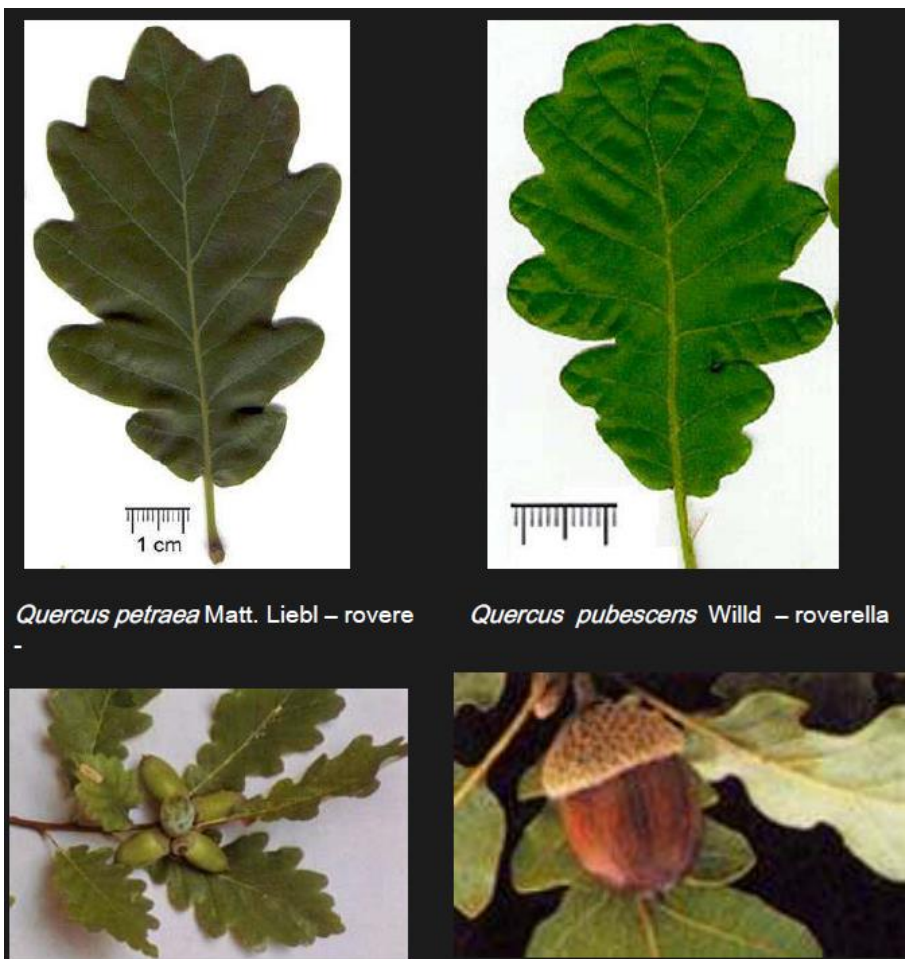 1 cm
Quercus petraea Matt. Liebl – rovere
-
Quercus pubescens Willd – roverella